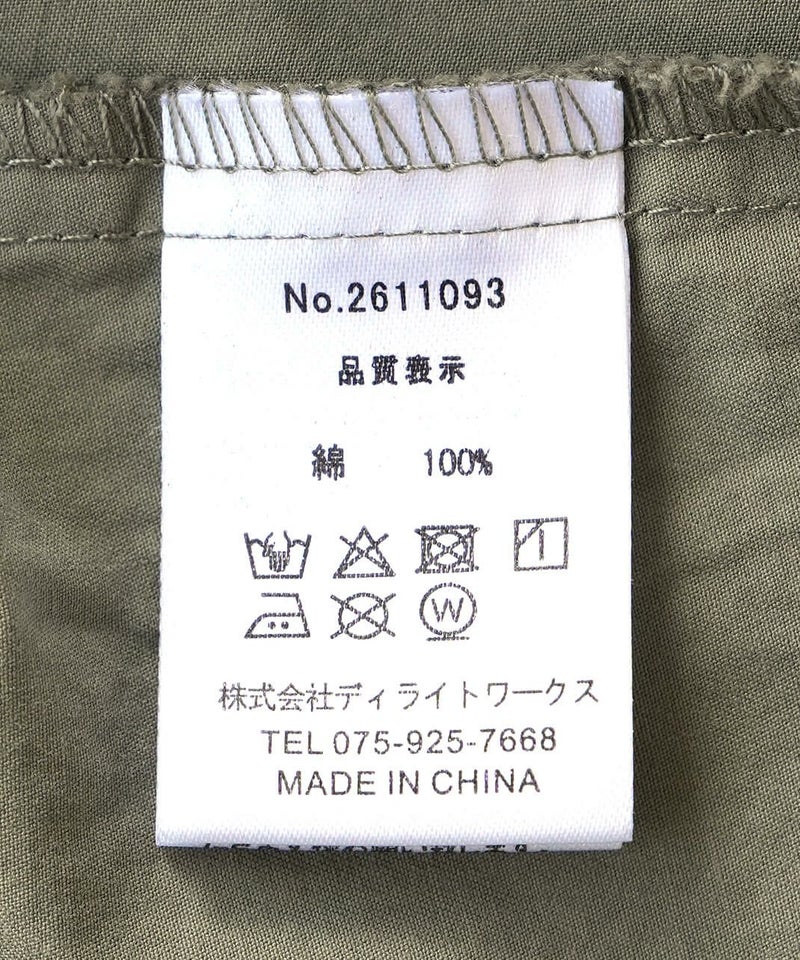 No.2611093
品質表示
綿 100%
W
株式会社ディライトワークス
TEL 075-925-7668
MADE IN CHINA